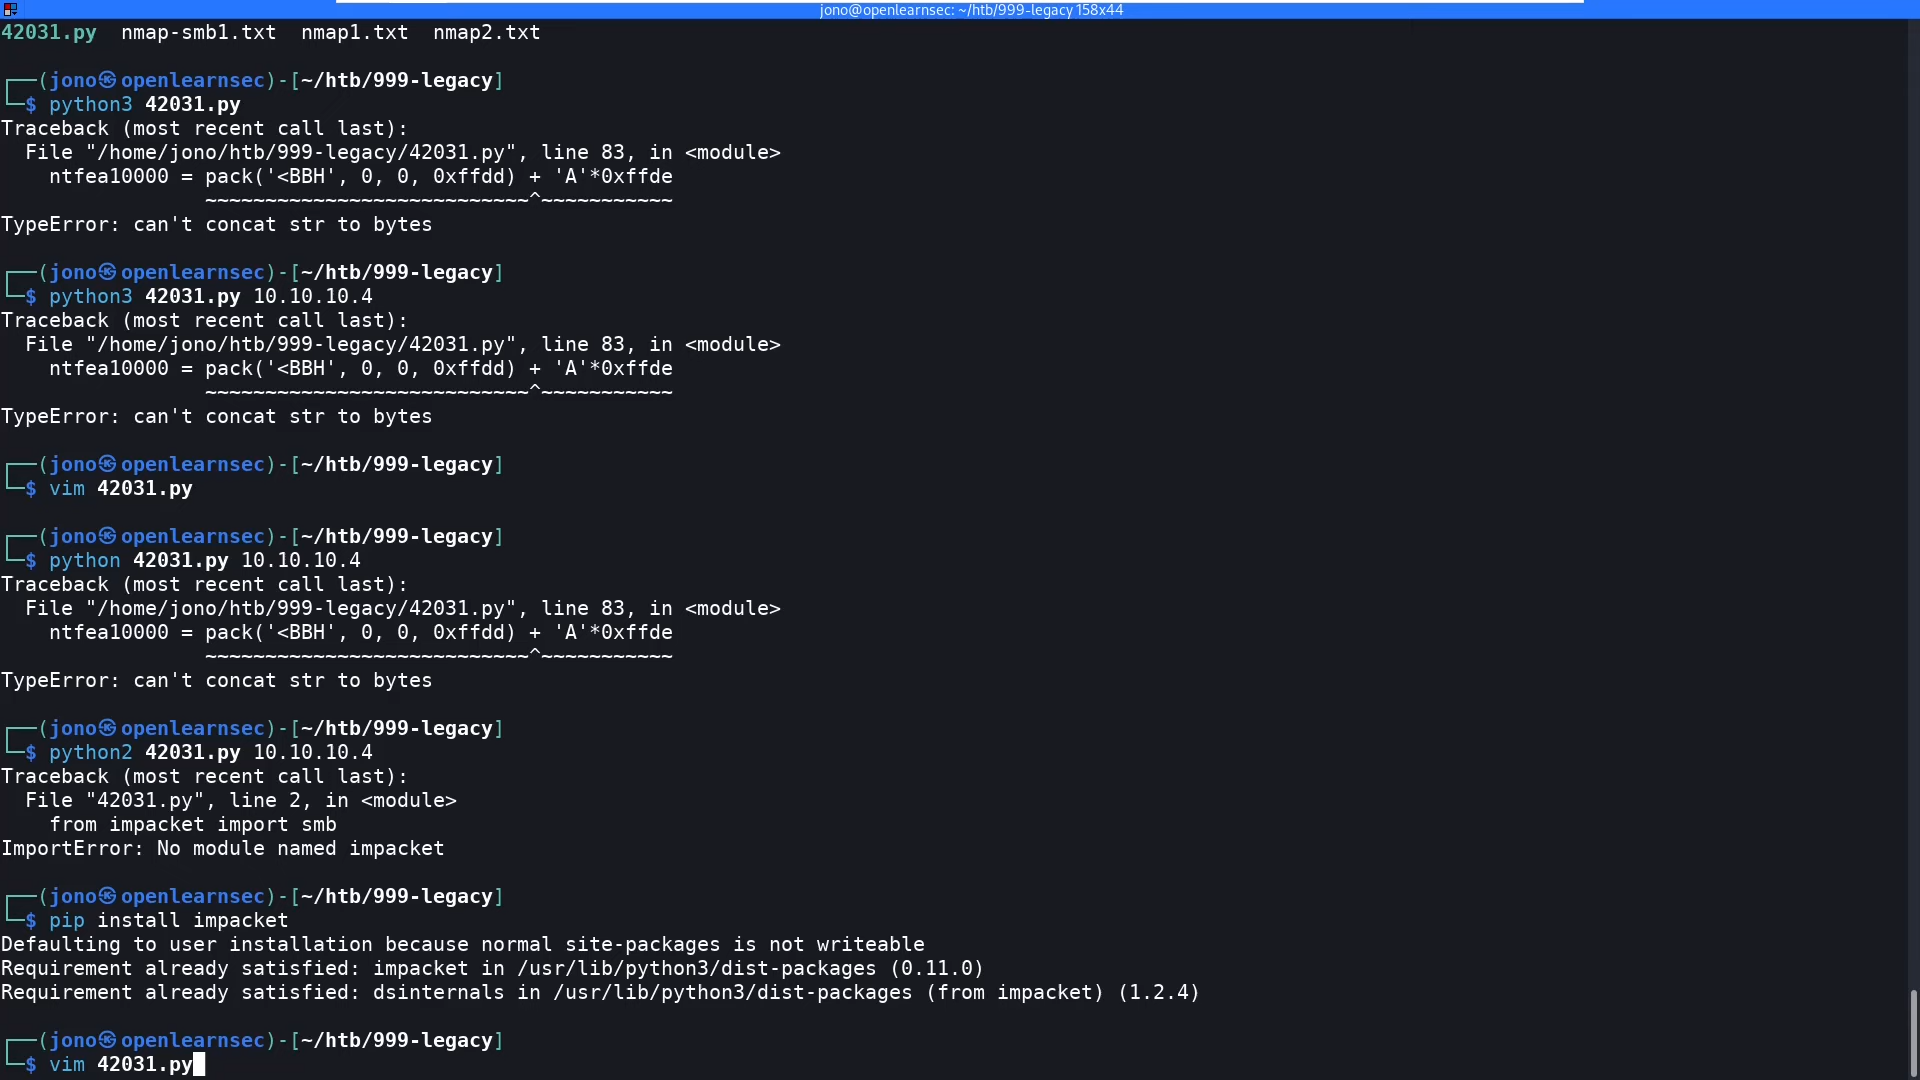 jono@openlearnsec: ~/htb/999-legacy 158x44
42031.py  nmap-smb1.txt  nmap1.txt  nmap2.txt
┌──(jono㉿openlearnsec)-[~/htb/999-legacy]
└─$ python3 42031.py
Traceback (most recent call last):
  File "/home/jono/htb/999-legacy/42031.py", line 83, in <module>
    ntfea10000 = pack('<BBH', 0, 0, 0xffdd) + 'A'*0xffde
                 ~~~~~~~~~~~~~~~~~~~~~~~~~~~^~~~~~~~~~~~
TypeError: can't concat str to bytes
┌──(jono㉿openlearnsec)-[~/htb/999-legacy]
└─$ python3 42031.py 10.10.10.4
Traceback (most recent call last):
  File "/home/jono/htb/999-legacy/42031.py", line 83, in <module>
    ntfea10000 = pack('<BBH', 0, 0, 0xffdd) + 'A'*0xffde
                 ~~~~~~~~~~~~~~~~~~~~~~~~~~~^~~~~~~~~~~~
TypeError: can't concat str to bytes
┌──(jono㉿openlearnsec)-[~/htb/999-legacy]
└─$ vim 42031.py
┌──(jono㉿openlearnsec)-[~/htb/999-legacy]
└─$ python 42031.py 10.10.10.4
Traceback (most recent call last):
  File "/home/jono/htb/999-legacy/42031.py", line 83, in <module>
    ntfea10000 = pack('<BBH', 0, 0, 0xffdd) + 'A'*0xffde
                 ~~~~~~~~~~~~~~~~~~~~~~~~~~~^~~~~~~~~~~~
TypeError: can't concat str to bytes
┌──(jono㉿openlearnsec)-[~/htb/999-legacy]
└─$ python2 42031.py 10.10.10.4
Traceback (most recent call last):
  File "42031.py", line 2, in <module>
    from impacket import smb
ImportError: No module named impacket
┌──(jono㉿openlearnsec)-[~/htb/999-legacy]
└─$ pip install impacket
Defaulting to user installation because normal site-packages is not writeable
Requirement already satisfied: impacket in /usr/lib/python3/dist-packages (0.11.0)
Requirement already satisfied: dsinternals in /usr/lib/python3/dist-packages (from impacket) (1.2.4)
┌──(jono㉿openlearnsec)-[~/htb/999-legacy]
└─$ vim 42031.py